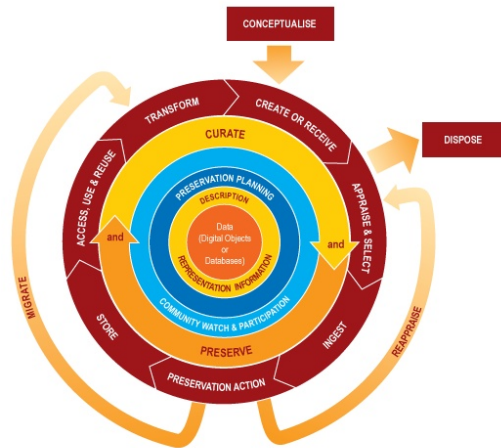 CONCEPTUALISE
DISPOSE
TRANSFORM
CREATE OR RECEIVE
APPRAISE & SELECT
INGEST
PRESERVATION ACTION
STORE
ACCESS, USE & REUSE
CURATE
and
PRESERVE
and
PRESERVATION PLANNING
COMMUNITY WATCH & PARTICIPATION
DESCRIPTION
REPRESENTATION INFORMATION
Data
(Digital Objects
or
Databases)
MIGRATE
REAPPRAISE